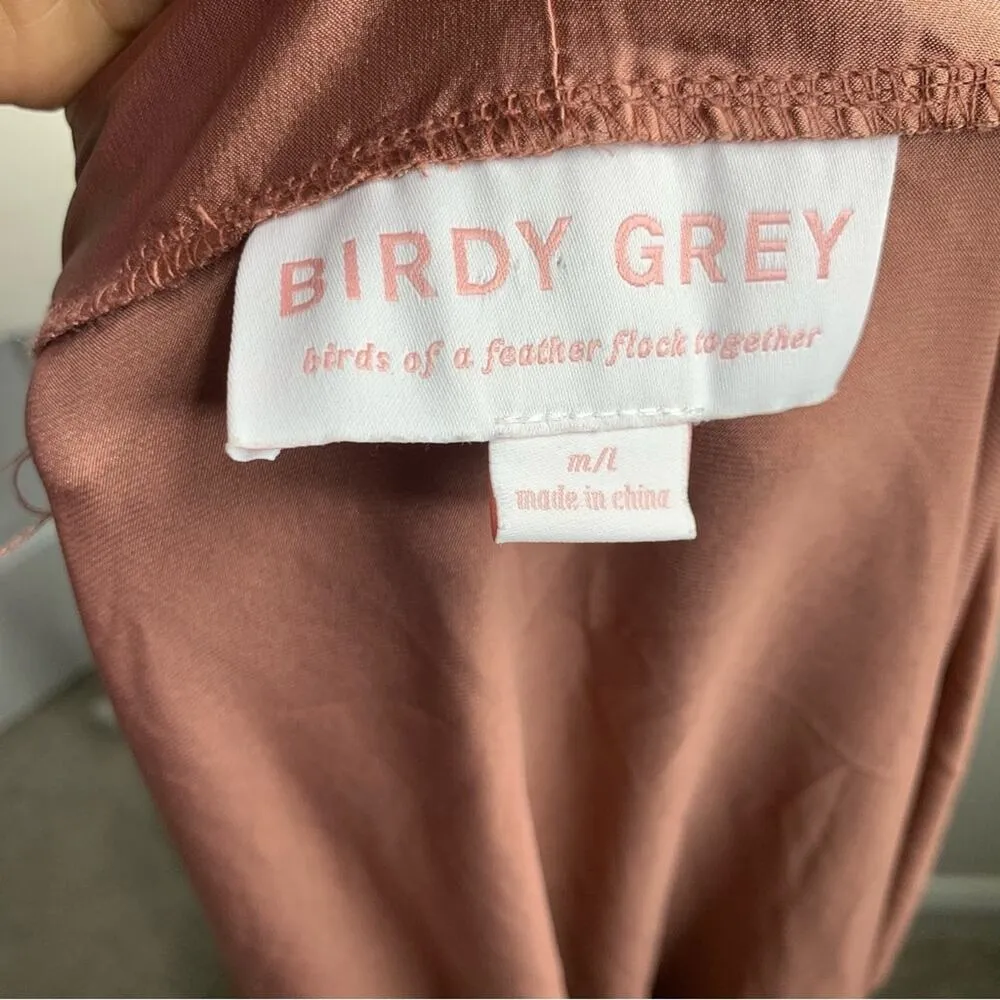 BIRDY GREY
birds of a feather flock together
m/l
made in china